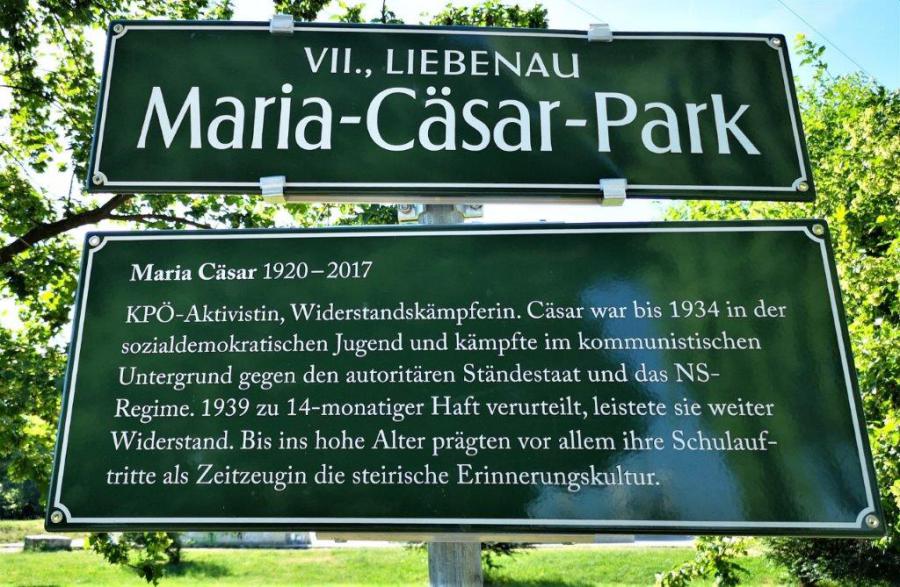 VII., LIEBENAU
Maria-Cäsar-Park
Maria Cäsar 1920–2017
KPÖ-Aktivistin, Widerstandskämpferin. Cäsar war bis 1934 in der
sozialdemokratischen Jugend und kämpfte im kommunistischen
Untergrund gegen den autoritären Ständestaat und das NS-
Regime. 1939 zu 14-monatiger Haft verurteilt, leistete sie weiter
Widerstand. Bis ins hohe Alter prägten vor allem ihre Schulauf-
tritte als Zeitzeugin die steirische Erinnerungskultur.